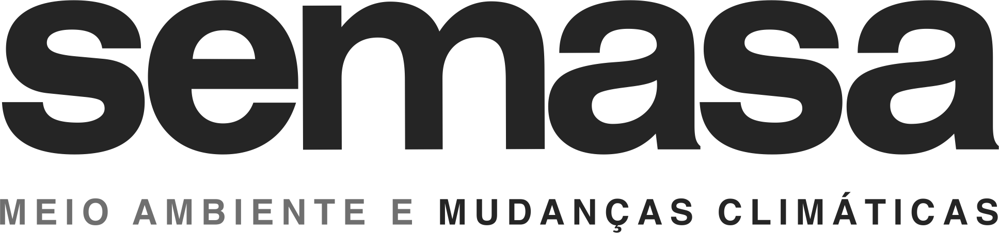 semasa
MEIO AMBIENTE E MUDANÇAS CLIMÁTICAS